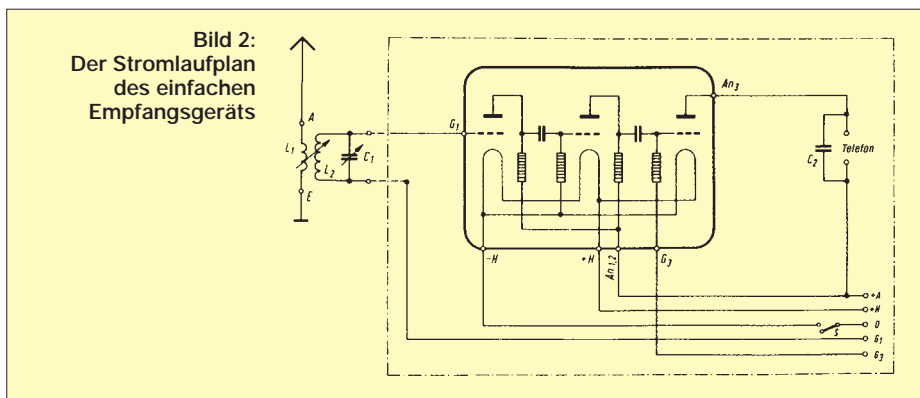 Bild 2:
Der Stromlaufplan
des einfachen
Empfangsgeräts
A
L₁
L₂
C₁
E
G₁
An₃
C₂
Telefon
-H
+H
An₁,₂
G₃
+A
+H
0
S
G₁
G₃